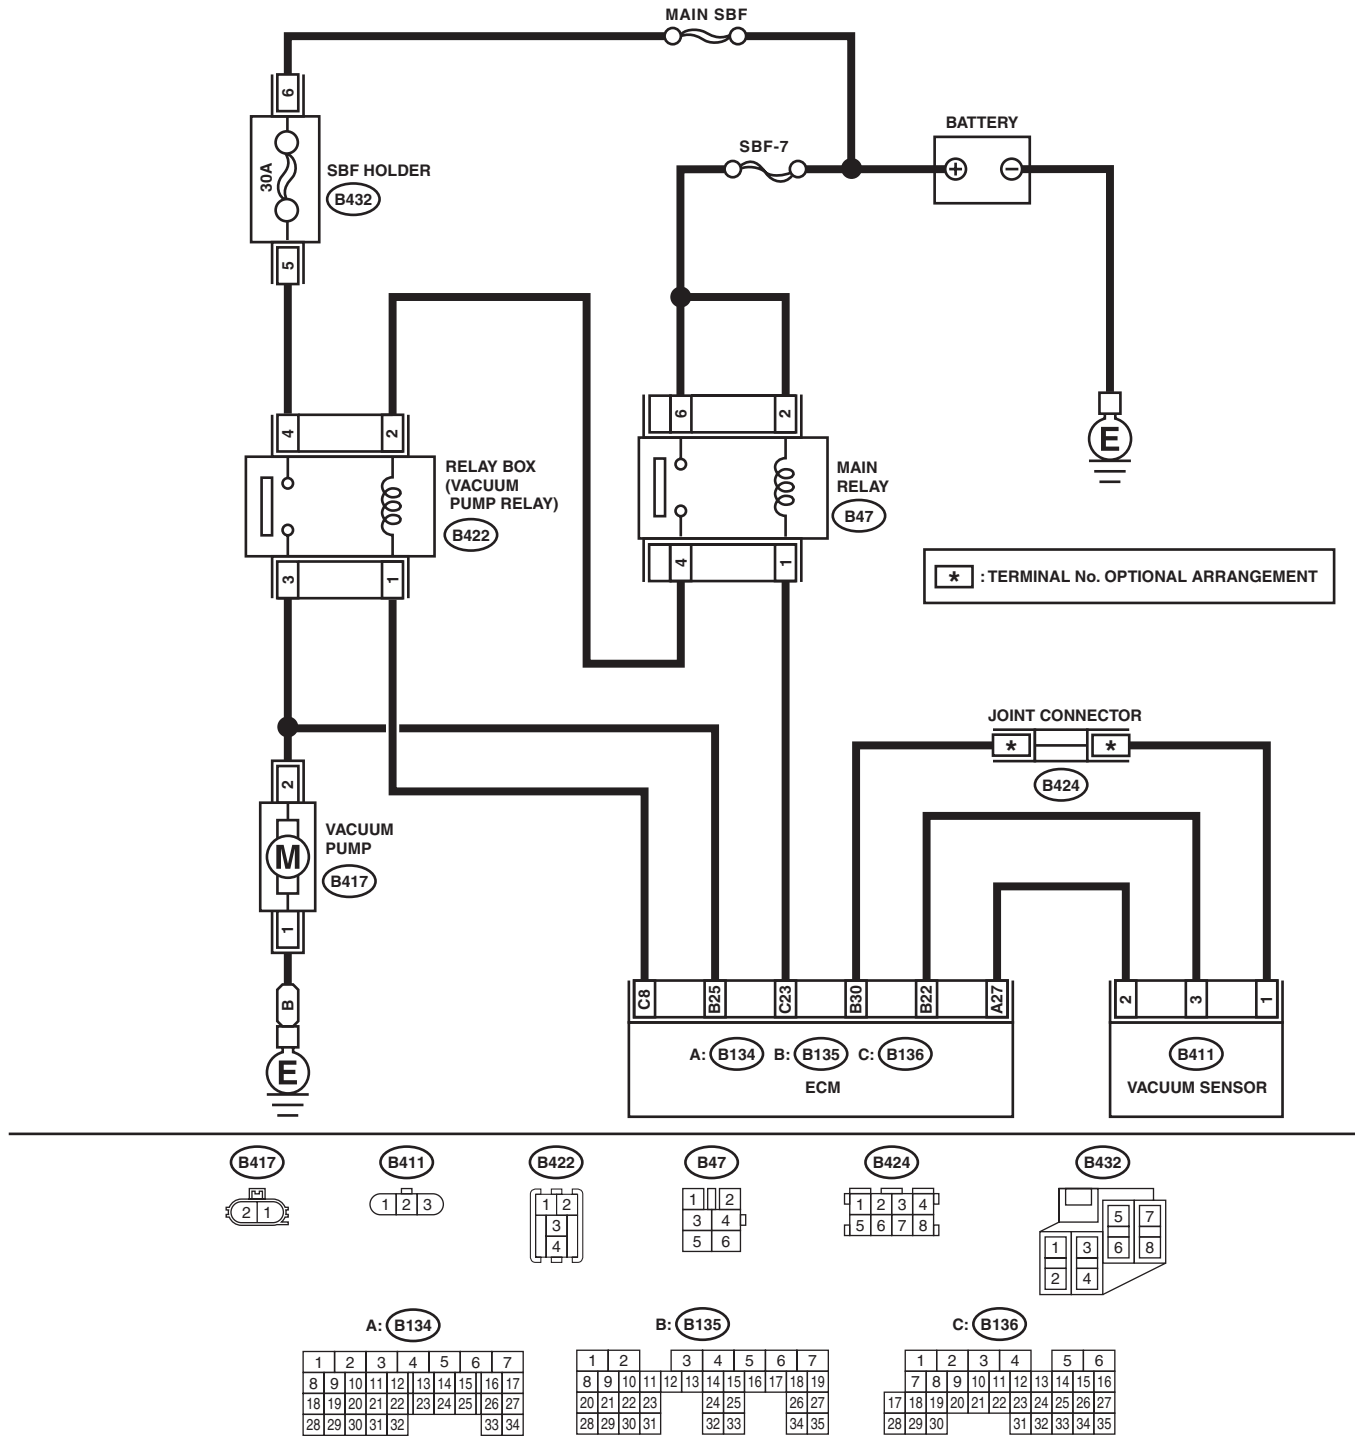 MAIN SBF
BATTERY
SBF-7
+ −
6
30A
SBF HOLDER
B432
5
E
4 2
6 2
RELAY BOX
(VACUUM
PUMP RELAY)
B422
MAIN
RELAY
B47
3 1
4 1
* : TERMINAL No. OPTIONAL ARRANGEMENT
JOINT CONNECTOR
* *
B424
2
VACUUM
PUMP
M
B417
1
B
E
C8 B25 C23 B30 B22 A27
2 3 1
A: B134 B: B135 C: B136
ECM
B411
VACUUM SENSOR
B417 B411 B422 B47 B424 B432
2 1
1 2 3
1 2
3
4
1 2
3 4
5 6
1 2 3 4
5 6 7 8
5 7
6 8
1 3
2 4
A: B134
1 2 3 4 5 6 7
8 9 10 11 12 13 14 15 16 17
18 19 20 21 22 23 24 25 26 27
28 29 30 31 32 33 34
B: B135
1 2 3 4 5 6 7
8 9 10 11 12 13 14 15 16 17 18 19
20 21 22 23 24 25 26 27
28 29 30 31 32 33 34 35
C: B136
1 2 3 4 5 6
7 8 9 10 11 12 13 14 15 16
17 18 19 20 21 22 23 24 25 26 27
28 29 30 31 32 33 34 35